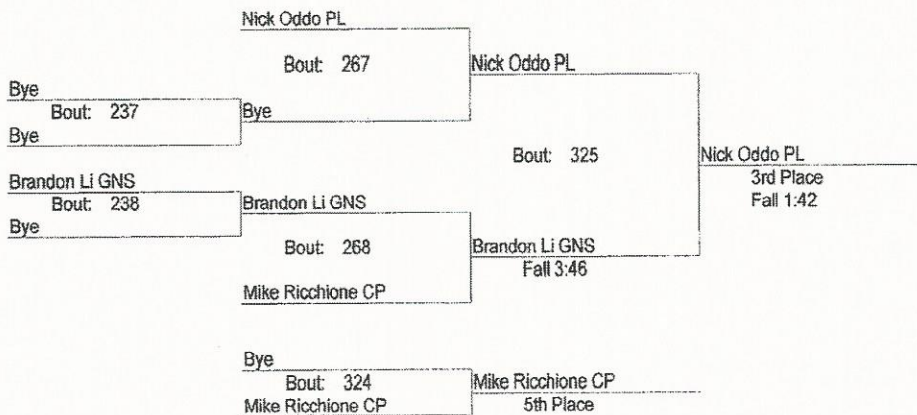 Nick Oddo PL
Bout: 267
Nick Oddo PL
Bye
Bout: 237
Bye
Bye
Bout: 325
Nick Oddo PL
3rd Place
Fall 1:42
Brandon Li GNS
Bout: 238
Brandon Li GNS
Bye
Bout: 268
Brandon Li GNS
Fall 3:46
Mike Ricchione CP
Bye
Bout: 324
Mike Ricchione CP
Mike Ricchione CP
5th Place